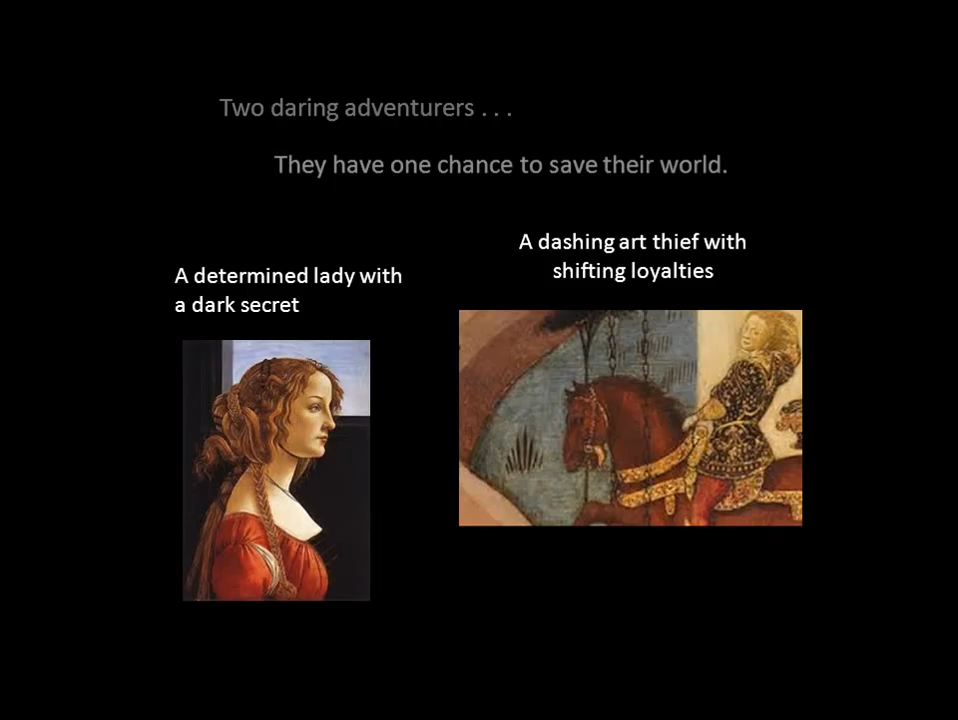 Two daring adventurers . . .
They have one chance to save their world.
A dashing art thief with
shifting loyalties
A determined lady with
a dark secret